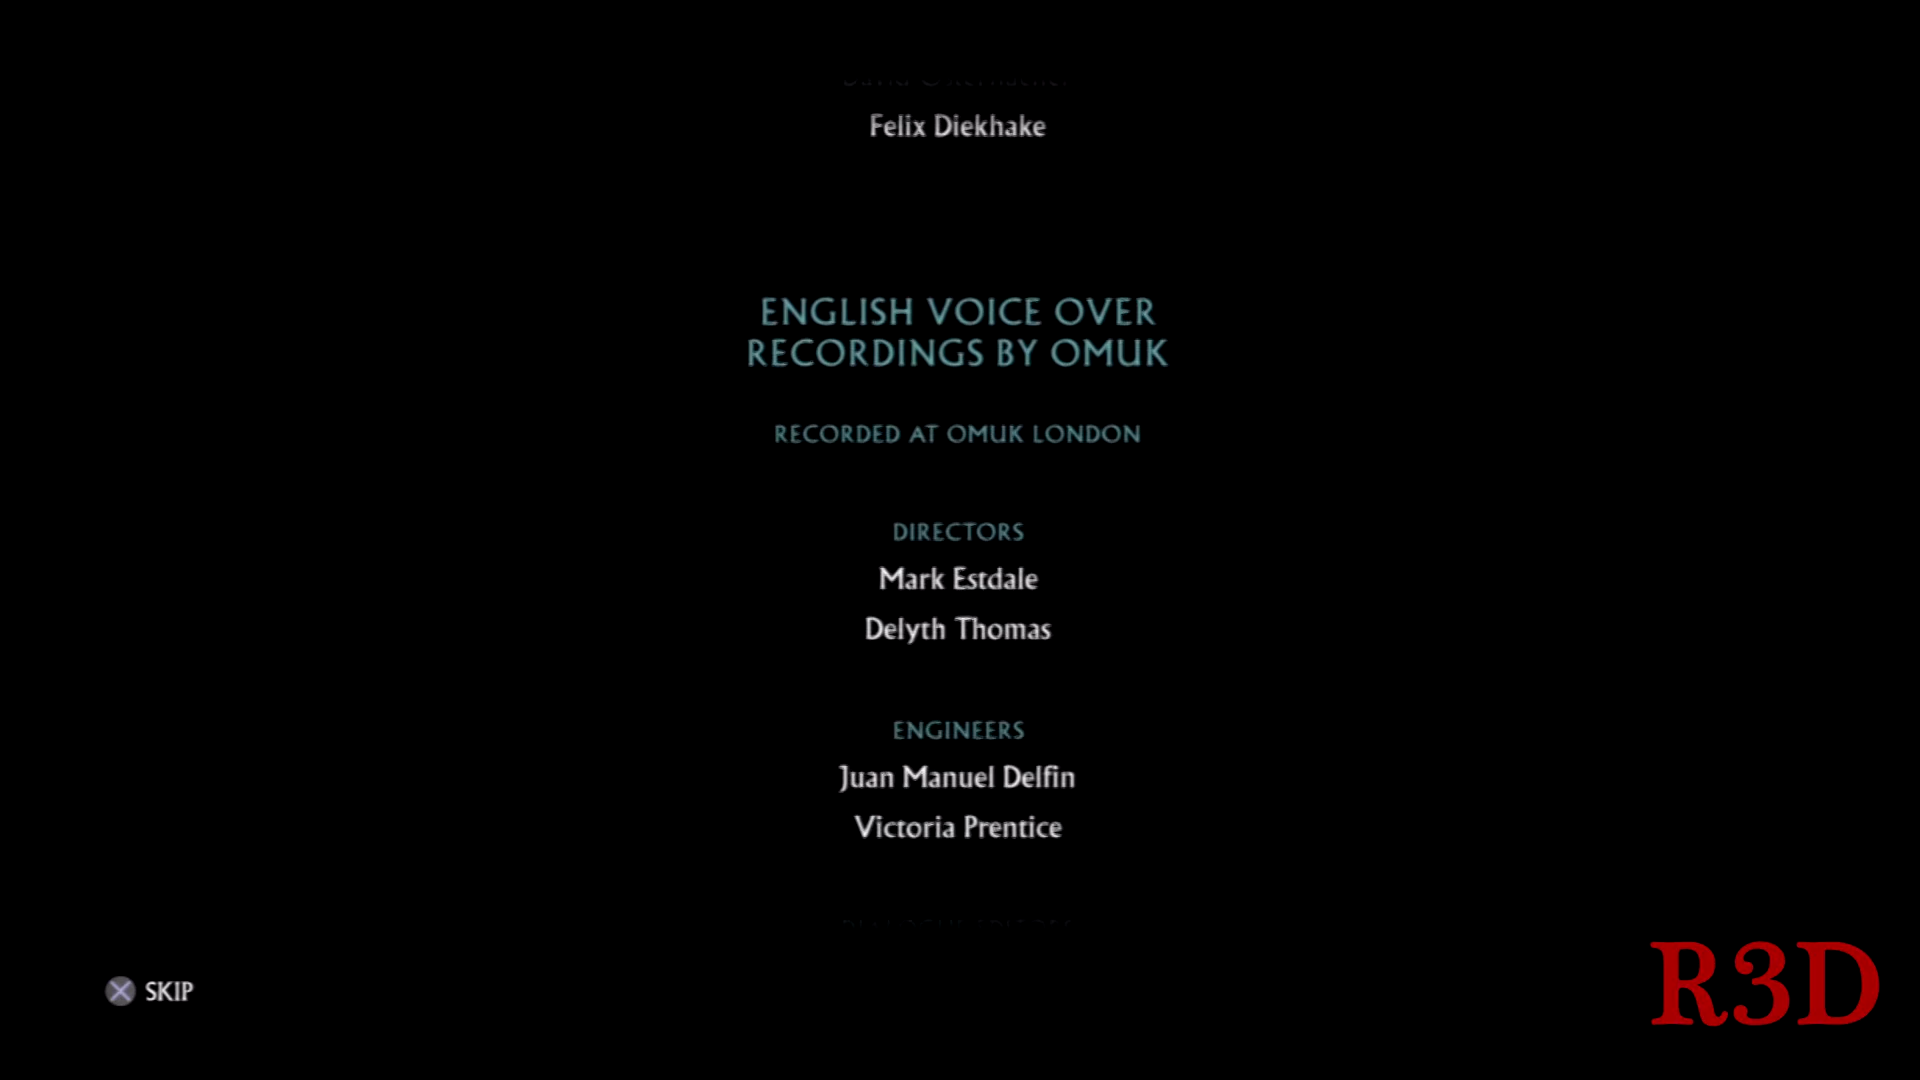 Felix Diekhake
ENGLISH VOICE OVER
RECORDINGS BY OMUK
RECORDED AT OMUK LONDON
DIRECTORS
Mark Estdale
Delyth Thomas
ENGINEERS
Juan Manuel Delfin
Victoria Prentice
SKIP
R3D